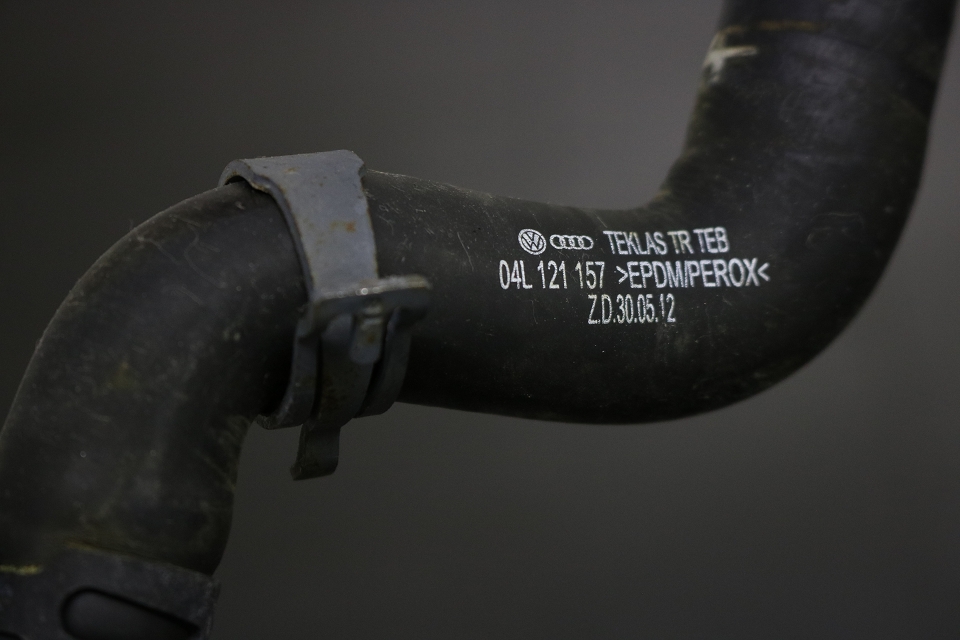 TEKLAS TR TEB
04L 121 157 >EPDM/PEROX<
Z.D.30.05.12